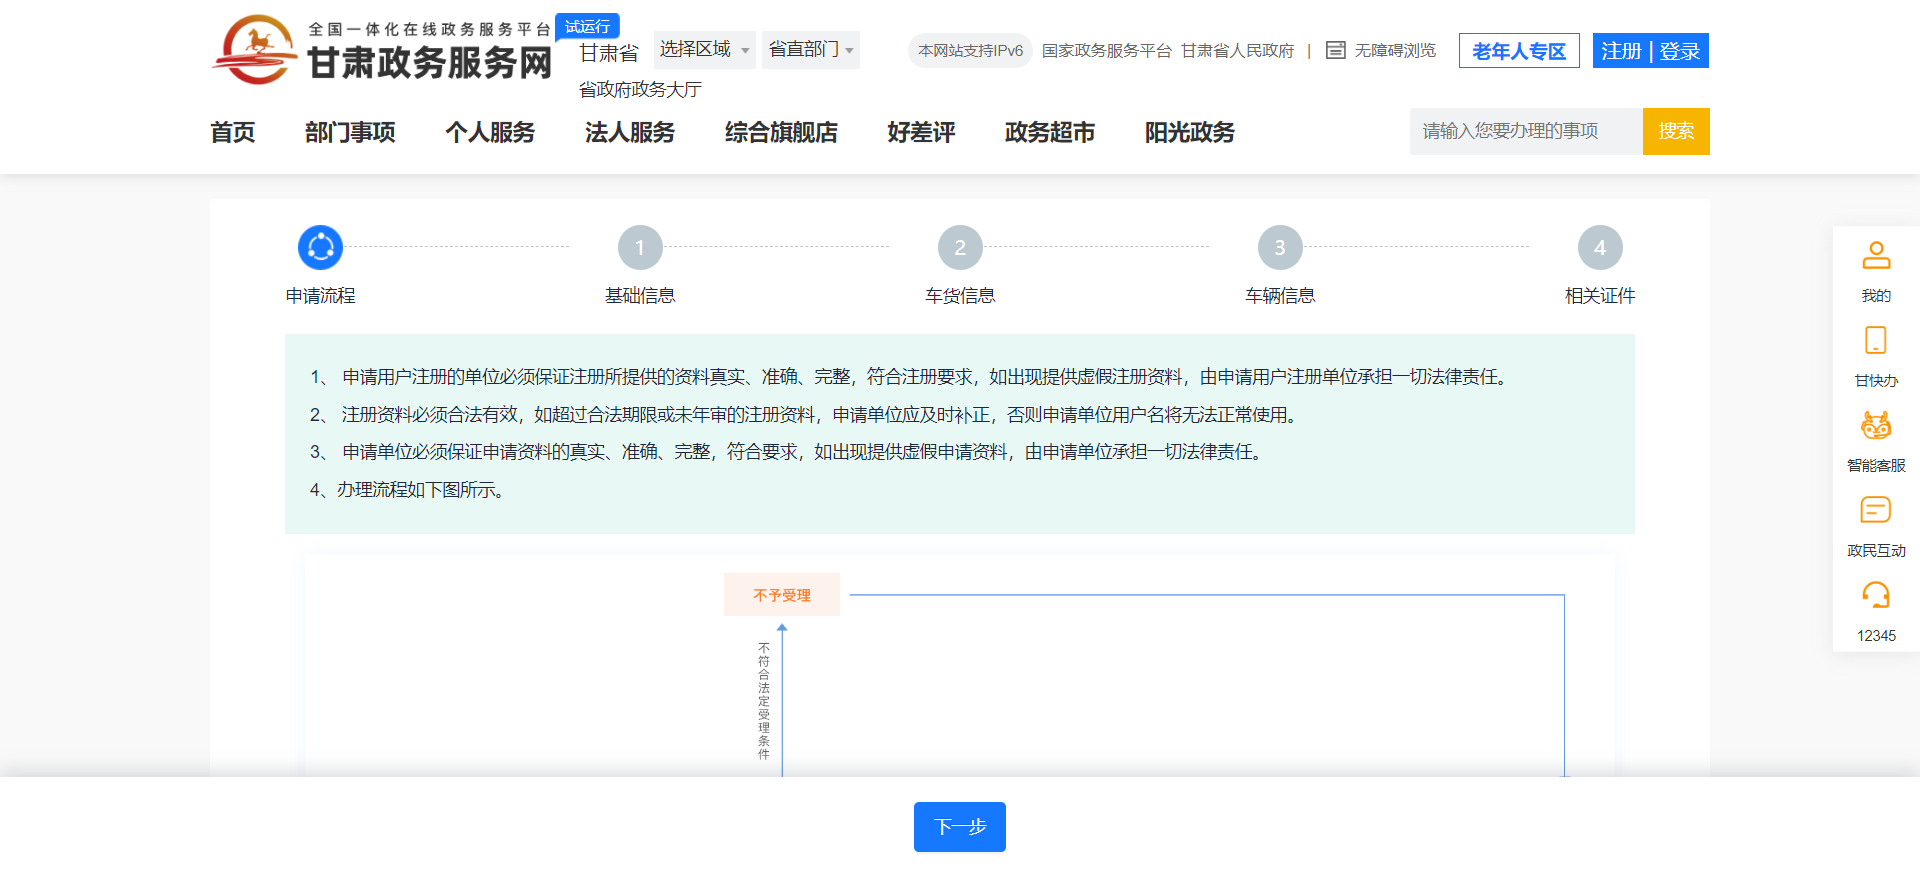 全国一体化在线政务服务平台
试运行
甘肃政务服务网
甘肃省
选择区域
省直部门
省政府政务大厅
本网站支持IPv6
国家政务服务平台
甘肃省人民政府
|
无障碍浏览
老年人专区
注册 | 登录
首页
部门事项
个人服务
法人服务
综合旗舰店
好差评
政务超市
阳光政务
请输入您要办理的事项
搜索
1
2
3
4
申请流程
基础信息
车货信息
车辆信息
相关证件
1、 申请用户注册的单位必须保证注册所提供的资料真实、准确、完整，符合注册要求，如出现提供虚假注册资料，由申请用户注册单位承担一切法律责任。
2、 注册资料必须合法有效，如超过合法期限或未年审的注册资料，申请单位应及时补正，否则申请单位用户名将无法正常使用。
3、 申请单位必须保证申请资料的真实、准确、完整，符合要求，如出现提供虚假申请资料，由申请单位承担一切法律责任。
4、办理流程如下图所示。
不予受理
不符合法定受理条件
我的
甘快办
智能客服
政民互动
12345
下一步